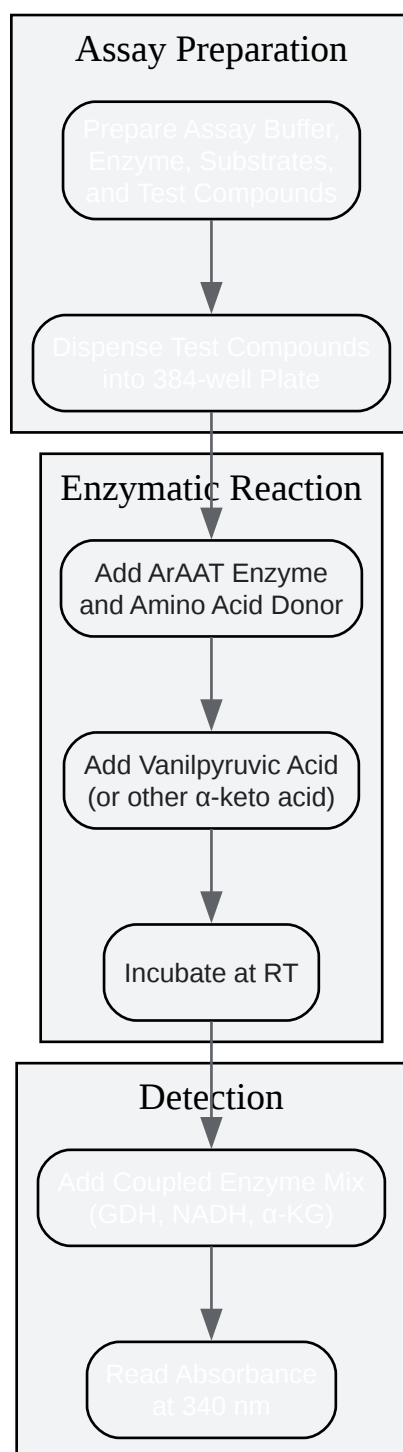 Assay Preparation
Prepare Assay Buffer,
Enzyme, Substrates,
and Test Compounds
Dispense Test Compounds
into 384-well Plate
Enzymatic Reaction
Add ArAAT Enzyme
and Amino Acid Donor
Add Vanilpyruvic Acid
(or other α-keto acid)
Incubate at RT
Detection
Add Coupled Enzyme Mix
(GDH, NADH, α-KG)
Read Absorbance
at 340 nm